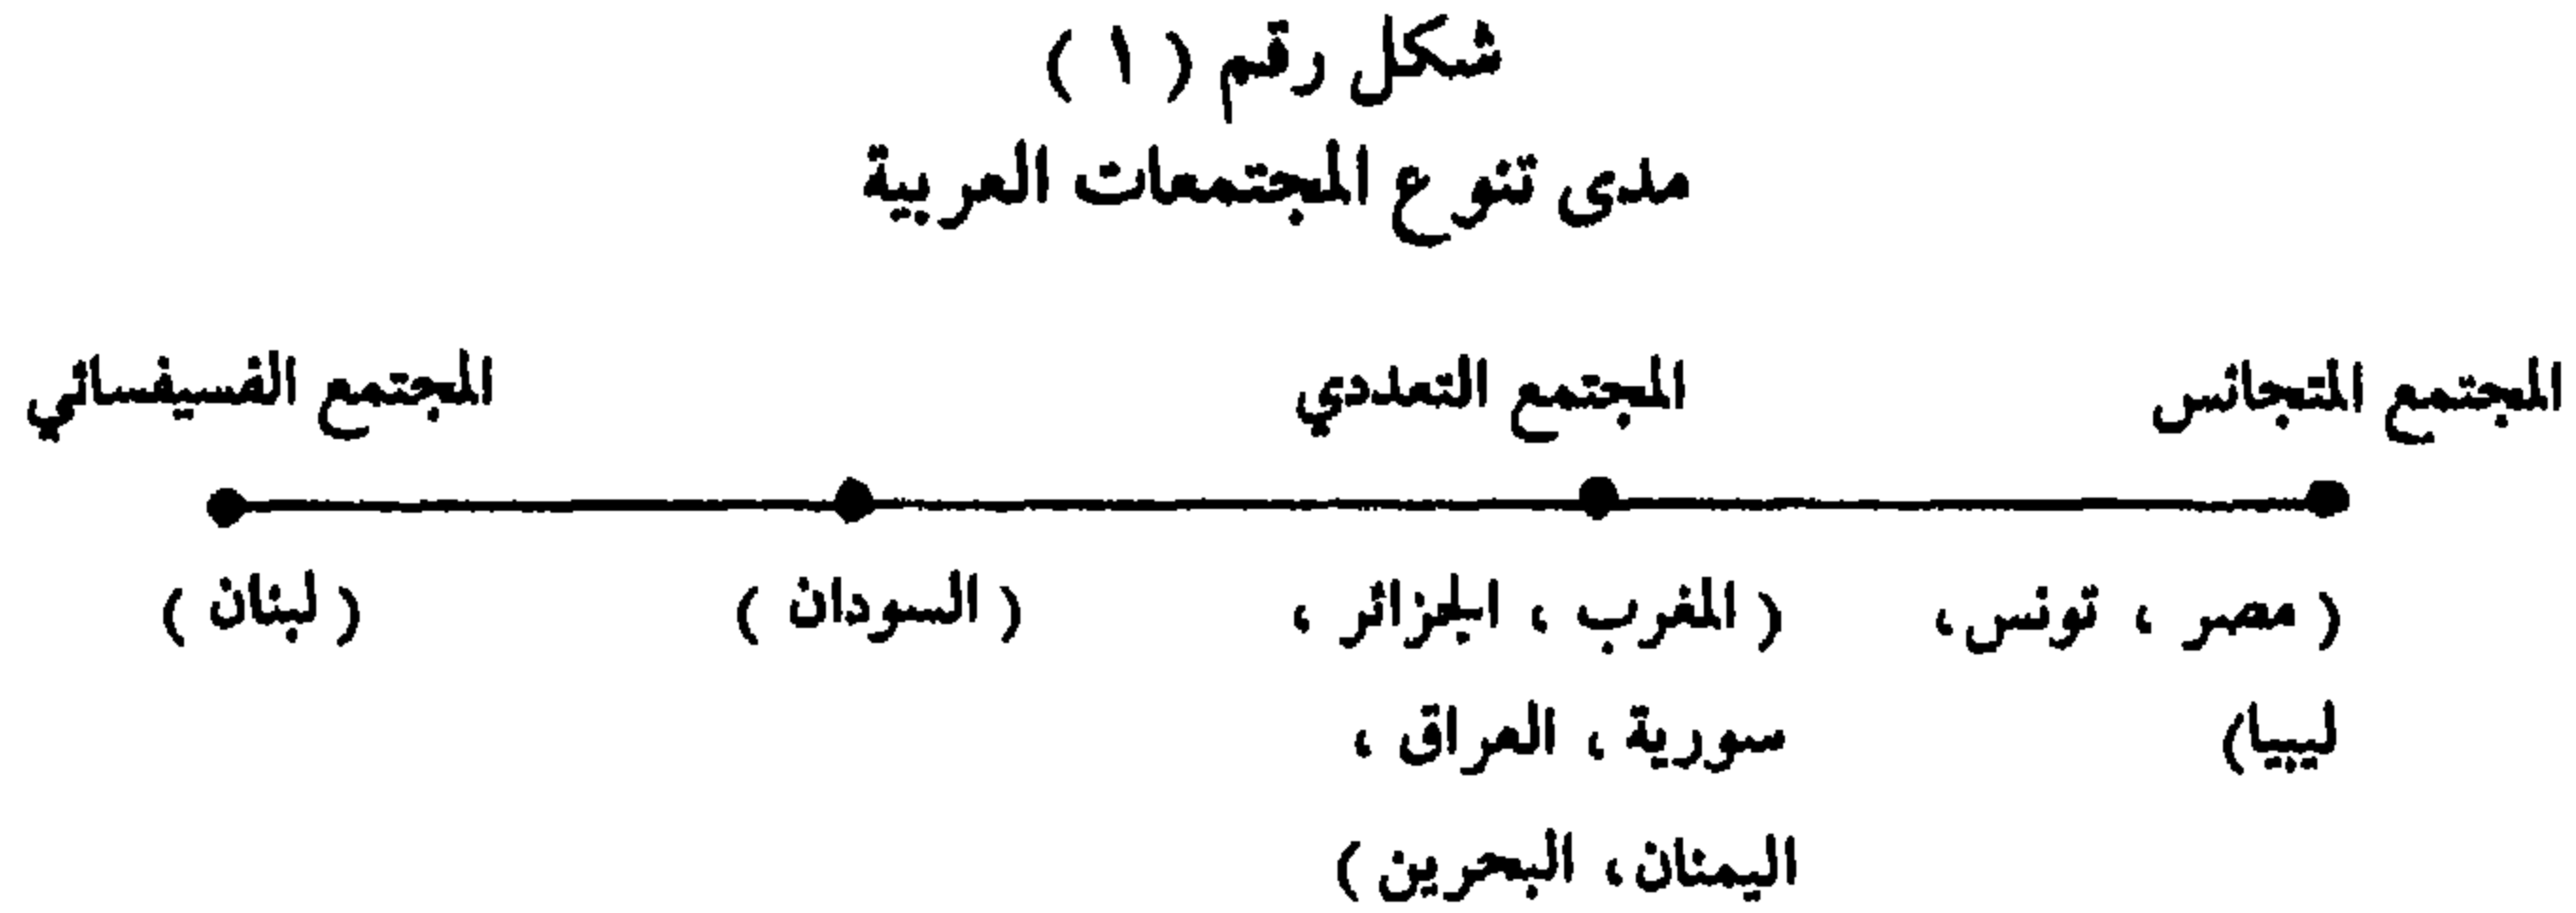 شكل رقم ( ١ )
مدى تنوع المجتمعات العربية
المجتمع المتجانس
المجتمع التعددي
المجتمع الفسيفسائي
( مصر ، تونس،
ليبيا)
( المغرب ، الجزائر ،
سورية ، العراق ،
اليمنان، البحرين )
( السودان )
( لبنان )